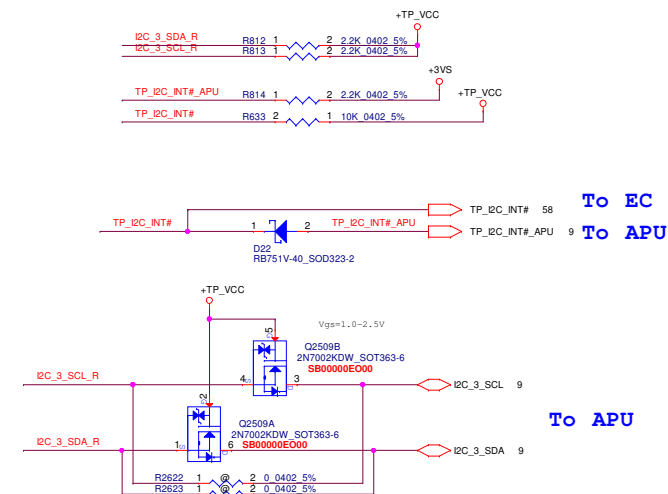 +TP_VCC
I2C_3_SDA_R R812 1 2 2.2K_0402_5%
I2C_3_SCL_R R813 1 2 2.2K_0402_5%
+3VS
TP_I2C_INT#_APU R814 1 2 2.2K_0402_5%
+TP_VCC
TP_I2C_INT# R633 2 1 10K_0402_5%
TP_I2C_INT# 58 To EC
TP_I2C_INT# 1 2 TP_I2C_INT#_APU TP_I2C_INT#_APU 9 To APU
D22
RB751V-40_SOD323-2
+TP_VCC
Vgs=1.0-2.5V
5
G
Q2509B
2N7002KDW_SOT363-6
SB00000EO00
I2C_3_SCL_R 4 S D 3 I2C_3_SCL 9
2
G
Q2509A
2N7002KDW_SOT363-6
SB00000EO00
To APU
I2C_3_SDA_R 1 S D 6 I2C_3_SDA 9
R2622 1 @ 2 0_0402_5%
R2623 1 @ 2 0_0402_5%